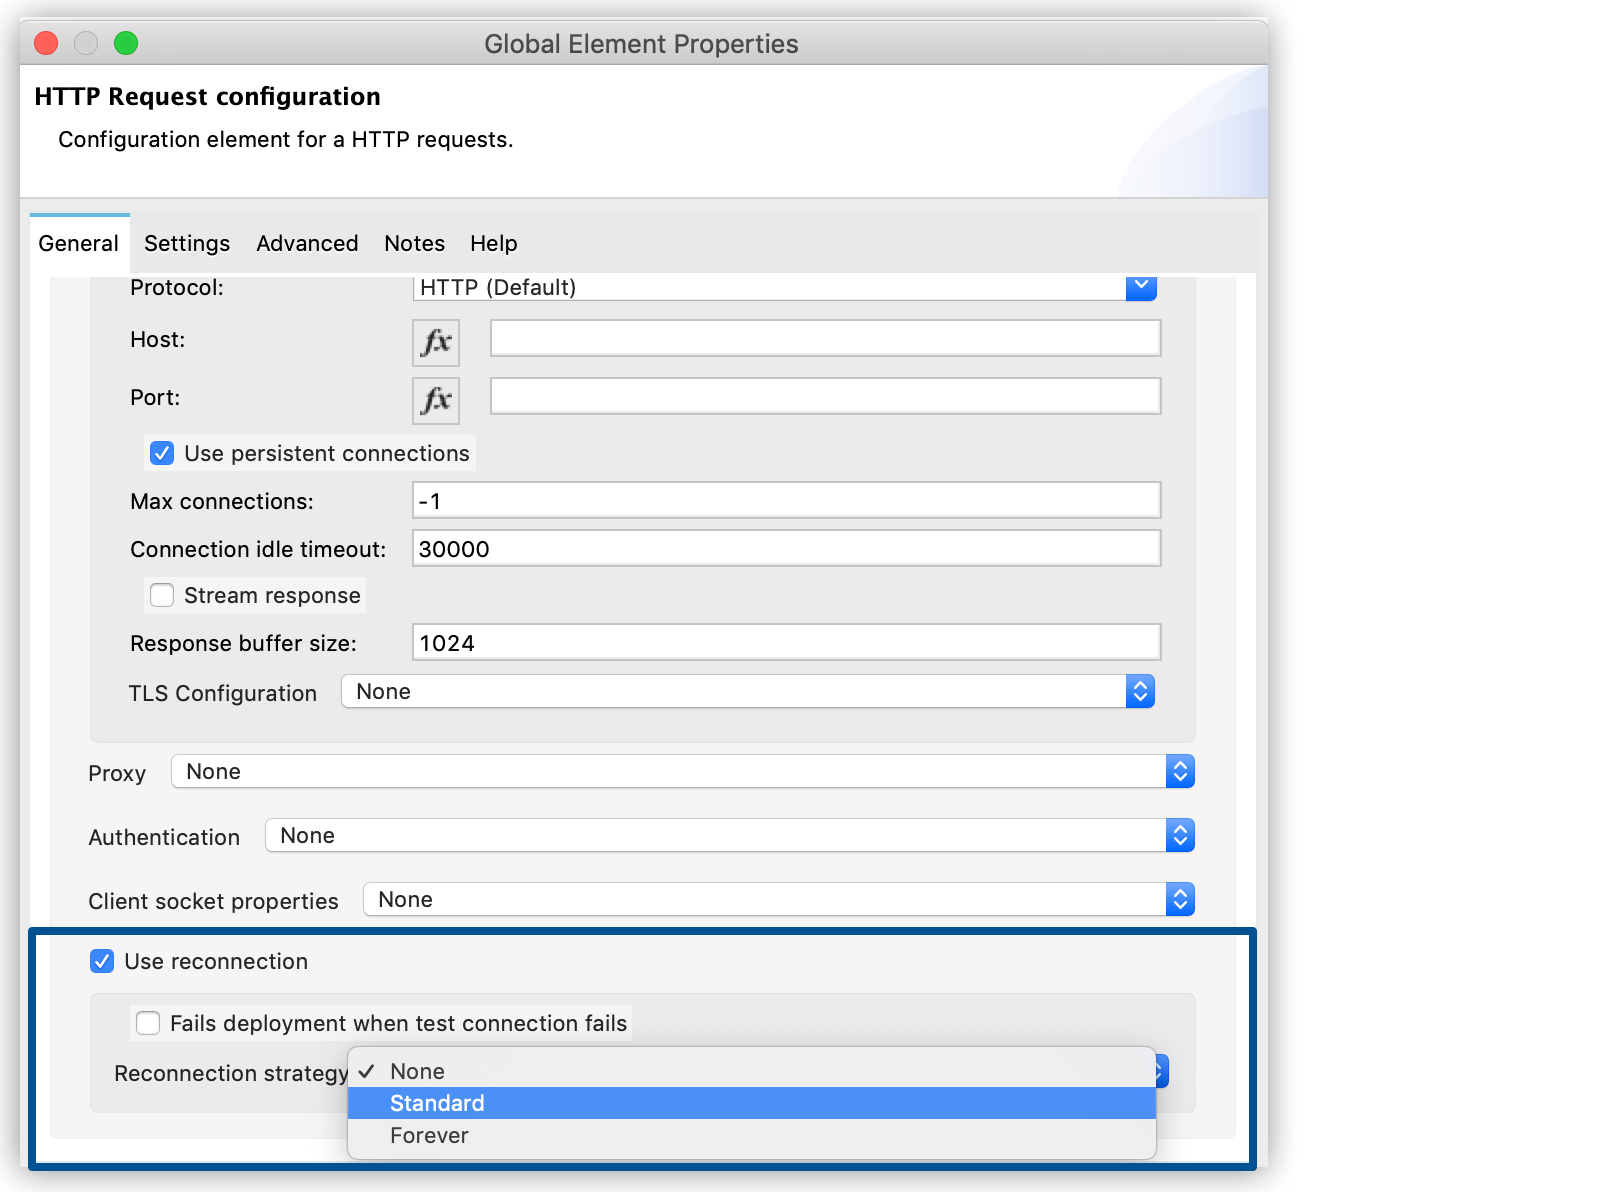 Global Element Properties
HTTP Request configuration
Configuration element for a HTTP requests.
General Settings Advanced Notes Help
Protocol: HTTP (Default)
Host: fx
Port: fx
Use persistent connections
Max connections: -1
Connection idle timeout: 30000
Stream response
Response buffer size: 1024
TLS Configuration None
Proxy None
Authentication None
Client socket properties None
Use reconnection
Fails deployment when test connection fails
Reconnection strategy ✓ None
Standard
Forever